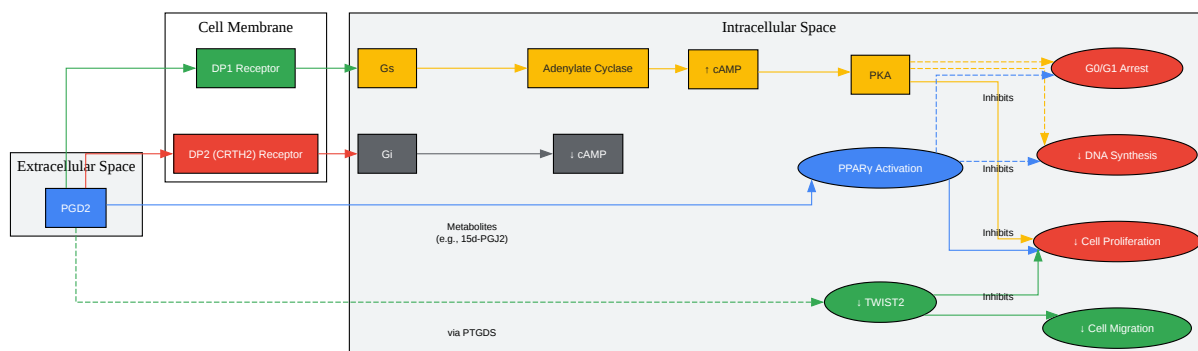 Cell Membrane
Intracellular Space
DP1 Receptor
Gs
Adenylate Cyclase
↑ cAMP
PKA
G0/G1 Arrest
Inhibits
DP2 (CRTH2) Receptor
Gi
↓ cAMP
↓ DNA Synthesis
Extracellular Space
PPARγ Activation
Inhibits
PGD2
Metabolites
(e.g., 15d-PGJ2)
Inhibits
↓ Cell Proliferation
↓ TWIST2
Inhibits
via PTGDS
↓ Cell Migration